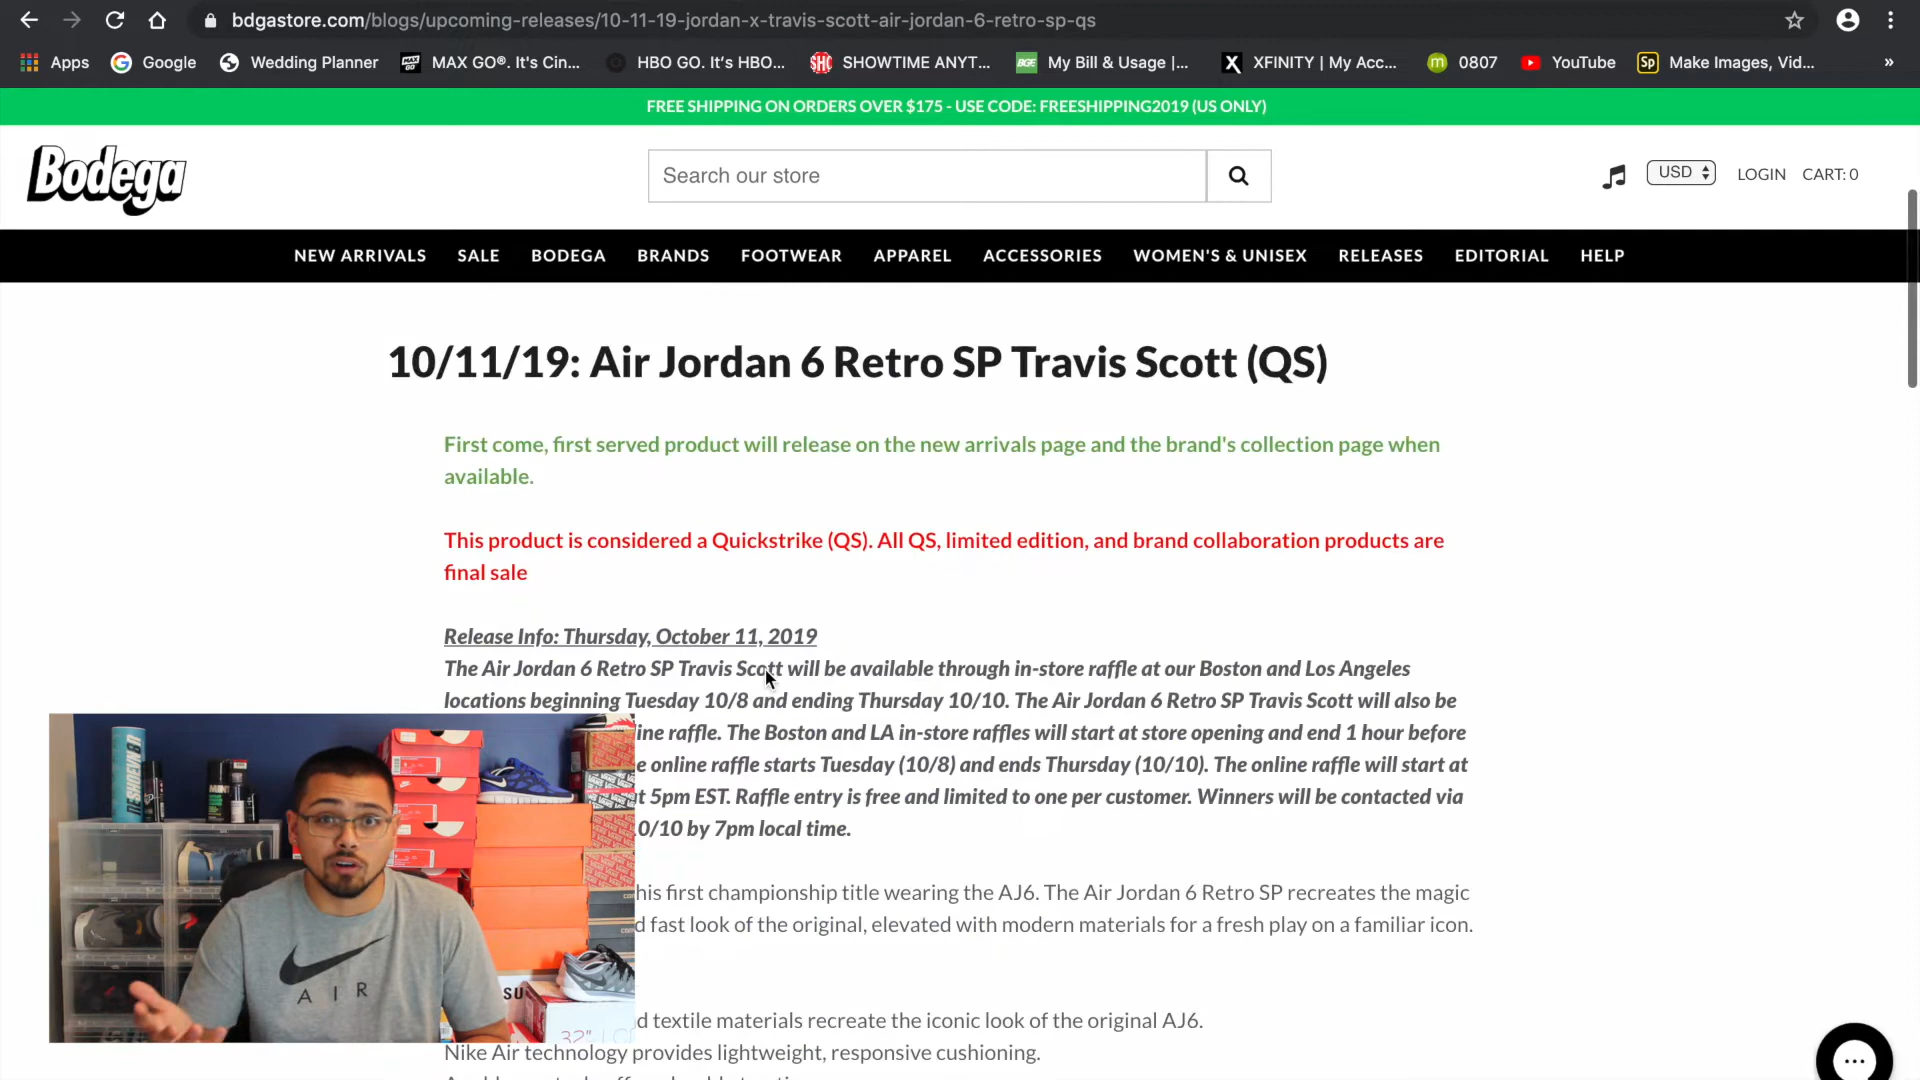 bdgastore.com/blogs/upcoming-releases/10-11-19-jordan-x-travis-scott-air-jordan-6-retro-sp-qs
Apps Google Wedding Planner MAX GO®. It's Cin... HBO GO. It's HBO... SHOWTIME ANYT... My Bill & Usage |... XFINITY | My Acc... 0807 YouTube Make Images, Vid... »
FREE SHIPPING ON ORDERS OVER $175 - USE CODE: FREESHIPPING2019 (US ONLY)
Bodega
Search our store
USD LOGIN CART: 0
NEW ARRIVALS SALE BODEGA BRANDS FOOTWEAR APPAREL ACCESSORIES WOMEN'S & UNISEX RELEASES EDITORIAL HELP
10/11/19: Air Jordan 6 Retro SP Travis Scott (QS)
First come, first served product will release on the new arrivals page and the brand's collection page when
available.
This product is considered a Quickstrike (QS). All QS, limited edition, and brand collaboration products are
final sale
Release Info: Thursday, October 11, 2019
The Air Jordan 6 Retro SP Travis Scott will be available through in-store raffle at our Boston and Los Angeles
locations beginning Tuesday 10/8 and ending Thursday 10/10. The Air Jordan 6 Retro SP Travis Scott will also be
ine raffle. The Boston and LA in-store raffles will start at store opening and end 1 hour before
e online raffle starts Tuesday (10/8) and ends Thursday (10/10). The online raffle will start at
t 5pm EST. Raffle entry is free and limited to one per customer. Winners will be contacted via
0/10 by 7pm local time.
his first championship title wearing the AJ6. The Air Jordan 6 Retro SP recreates the magic
d fast look of the original, elevated with modern materials for a fresh play on a familiar icon.
AIR
SU
32"
d textile materials recreate the iconic look of the original AJ6.
Nike Air technology provides lightweight, responsive cushioning.